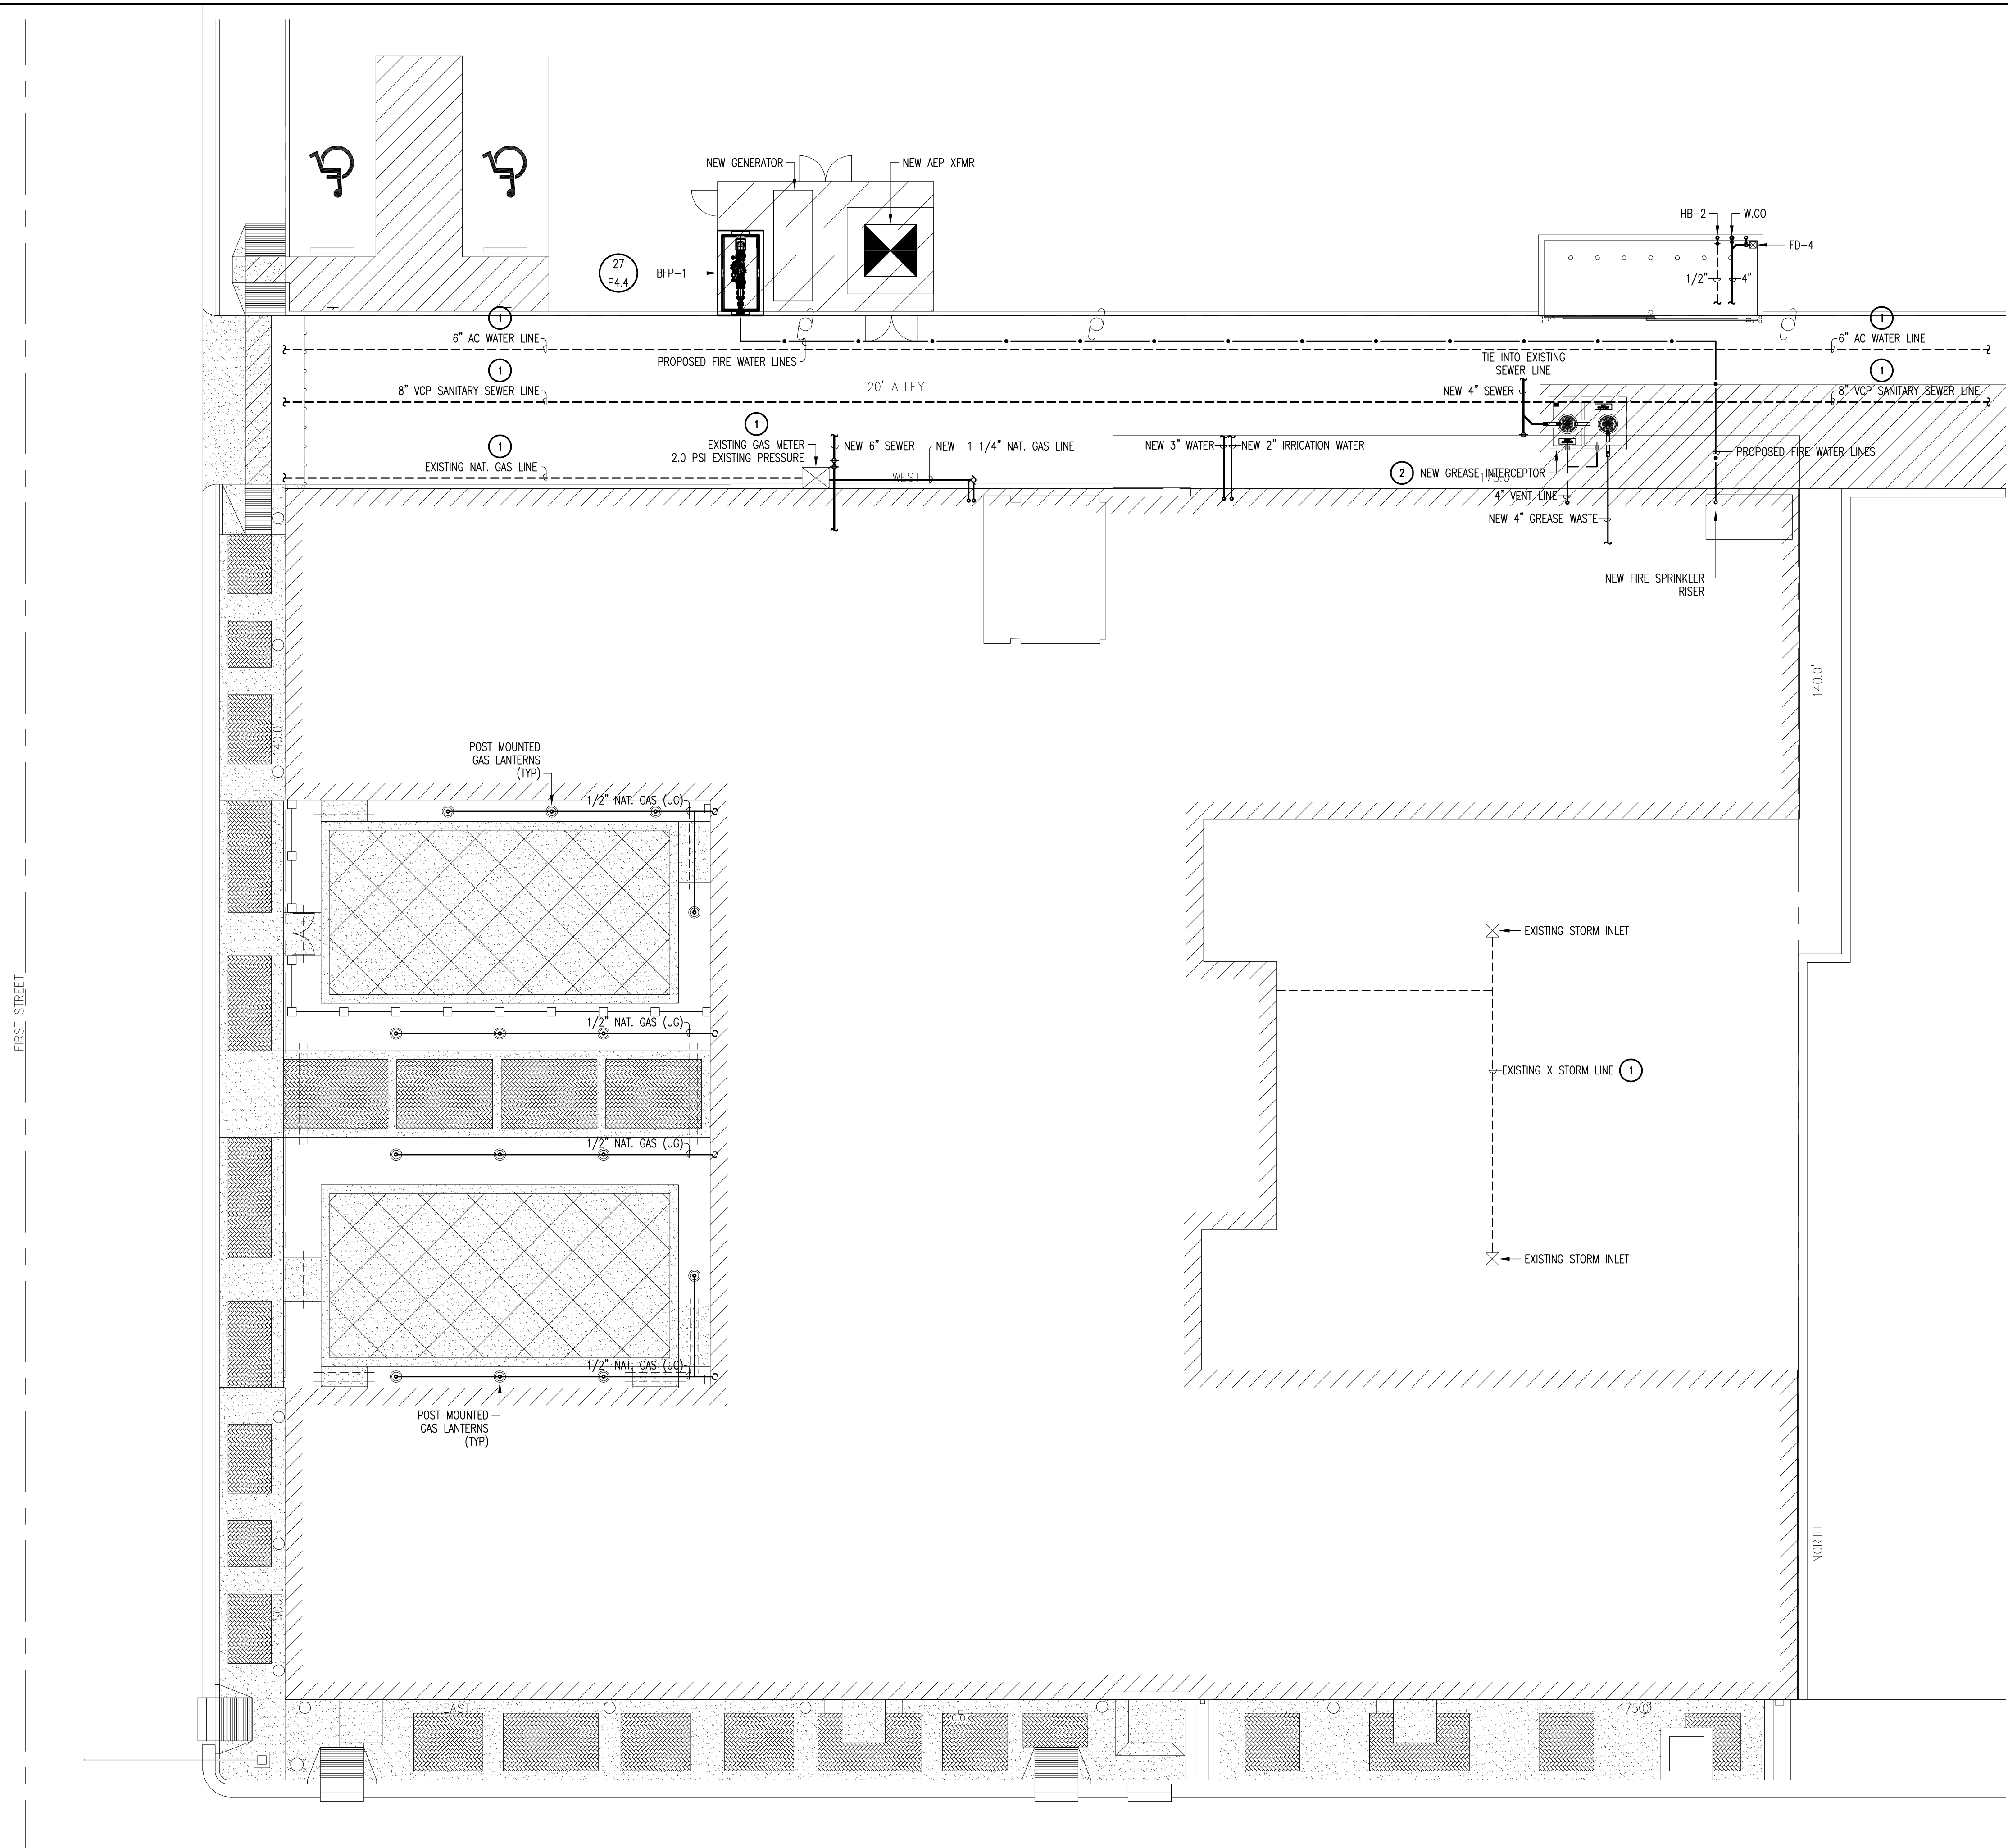 NEW GENERATOR
NEW AEP XFMR
27
P4.4
BFP-1
HB-2
W.CO
FD-4
1/2"
4"
1
6" AC WATER LINE
PROPOSED FIRE WATER LINES
1
6" AC WATER LINE
TIE INTO EXISTING
SEWER LINE
1
8" VCP SANITARY SEWER LINE
20' ALLEY
NEW 4" SEWER
1
8" VCP SANITARY SEWER LINE
1
EXISTING NAT. GAS LINE
1
EXISTING GAS METER
2.0 PSI EXISTING PRESSURE
NEW 6" SEWER
NEW 1 1/4" NAT. GAS LINE
WEST
NEW 3" WATER
NEW 2" IRRIGATION WATER
PROPOSED FIRE WATER LINES
2
NEW GREASE INTERCEPTOR
175.0'
4" VENT LINE
NEW 4" GREASE WASTE
NEW FIRE SPRINKLER
RISER
140.0'
140.0'
POST MOUNTED
GAS LANTERNS
(TYP)
1/2" NAT. GAS (UG)
EXISTING STORM INLET
FIRST STREET
1/2" NAT. GAS (UG)
EXISTING X STORM LINE
1
1/2" NAT. GAS (UG)
EXISTING STORM INLET
1/2" NAT. GAS (UG)
POST MOUNTED
GAS LANTERNS
(TYP)
NORTH
SOUTH
EAST
175.0'